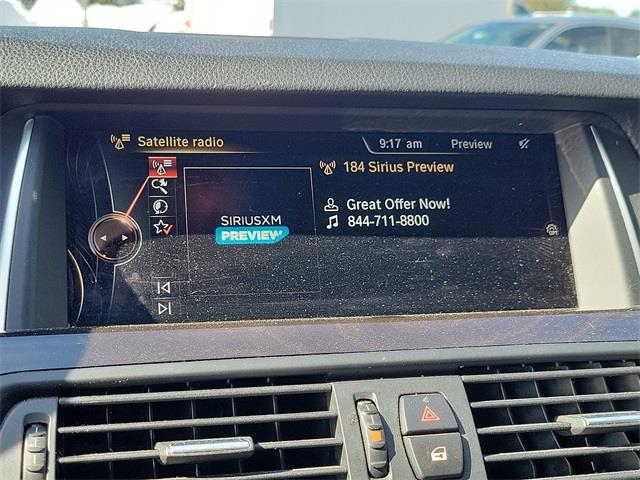 Satellite radio
9:17 am
Preview
184 Sirius Preview
SIRIUSXM
PREVIEW
Great Offer Now!
844-711-8800